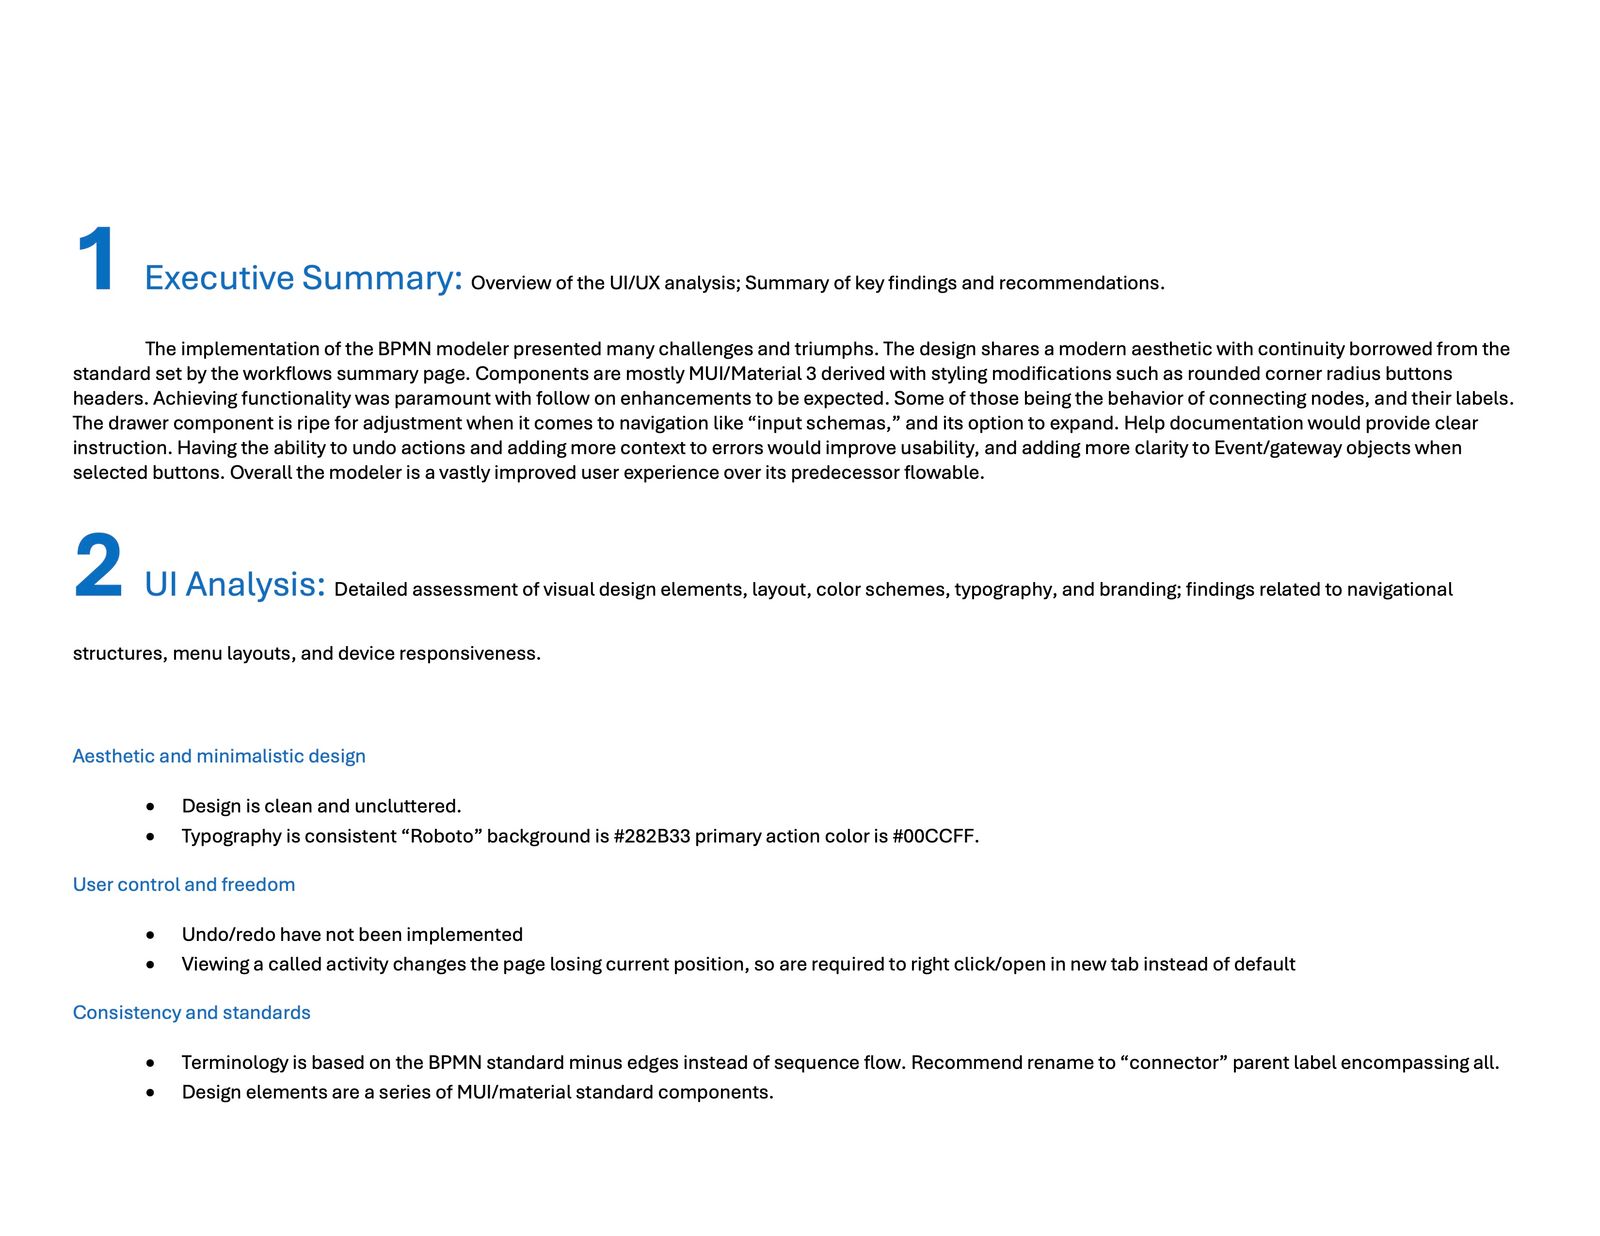 1 Executive Summary: Overview of the UI/UX analysis; Summary of key findings and recommendations.
The implementation of the BPMN modeler presented many challenges and triumphs. The design shares a modern aesthetic with continuity borrowed from the
standard set by the workflows summary page. Components are mostly MUI/Material 3 derived with styling modifications such as rounded corner radius buttons
headers. Achieving functionality was paramount with follow on enhancements to be expected. Some of those being the behavior of connecting nodes, and their labels.
The drawer component is ripe for adjustment when it comes to navigation like “input schemas,” and its option to expand. Help documentation would provide clear
instruction. Having the ability to undo actions and adding more context to errors would improve usability, and adding more clarity to Event/gateway objects when
selected buttons. Overall the modeler is a vastly improved user experience over its predecessor flowable.
2 UI Analysis: Detailed assessment of visual design elements, layout, color schemes, typography, and branding; findings related to navigational
structures, menu layouts, and device responsiveness.
Aesthetic and minimalistic design
• Design is clean and uncluttered.
• Typography is consistent “Roboto” background is #282B33 primary action color is #00CCFF.
User control and freedom
• Undo/redo have not been implemented
• Viewing a called activity changes the page losing current position, so are required to right click/open in new tab instead of default
Consistency and standards
• Terminology is based on the BPMN standard minus edges instead of sequence flow. Recommend rename to “connector” parent label encompassing all.
• Design elements are a series of MUI/material standard components.